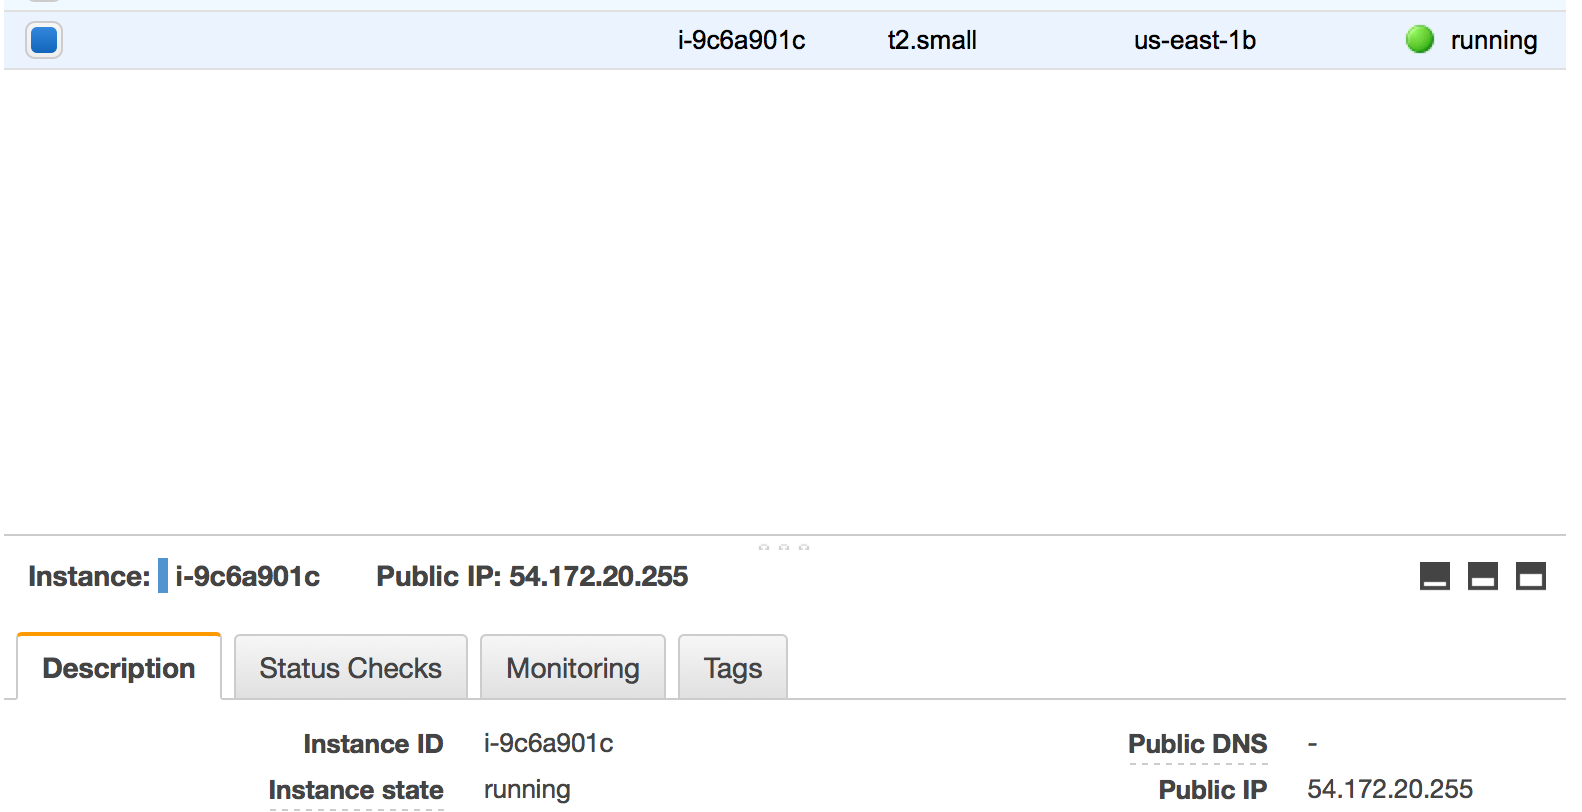 i-9c6a901c t2.small us-east-1b running
Instance: i-9c6a901c Public IP: 54.172.20.255
Description Status Checks Monitoring Tags
Instance ID i-9c6a901c Public DNS -
Instance state running Public IP 54.172.20.255